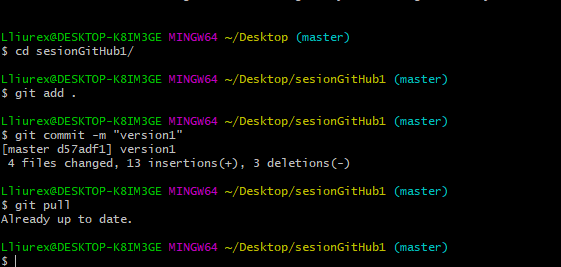 Lliurex@DESKTOP-K8IM3GE MINGW64 ~/Desktop (master)
$ cd sesionGitHub1/
Lliurex@DESKTOP-K8IM3GE MINGW64 ~/Desktop/sesionGitHub1 (master)
$ git add .
Lliurex@DESKTOP-K8IM3GE MINGW64 ~/Desktop/sesionGitHub1 (master)
$ git commit -m "version1"
[master d57adf1] version1
 4 files changed, 13 insertions(+), 3 deletions(-)
Lliurex@DESKTOP-K8IM3GE MINGW64 ~/Desktop/sesionGitHub1 (master)
$ git pull
Already up to date.
Lliurex@DESKTOP-K8IM3GE MINGW64 ~/Desktop/sesionGitHub1 (master)
$